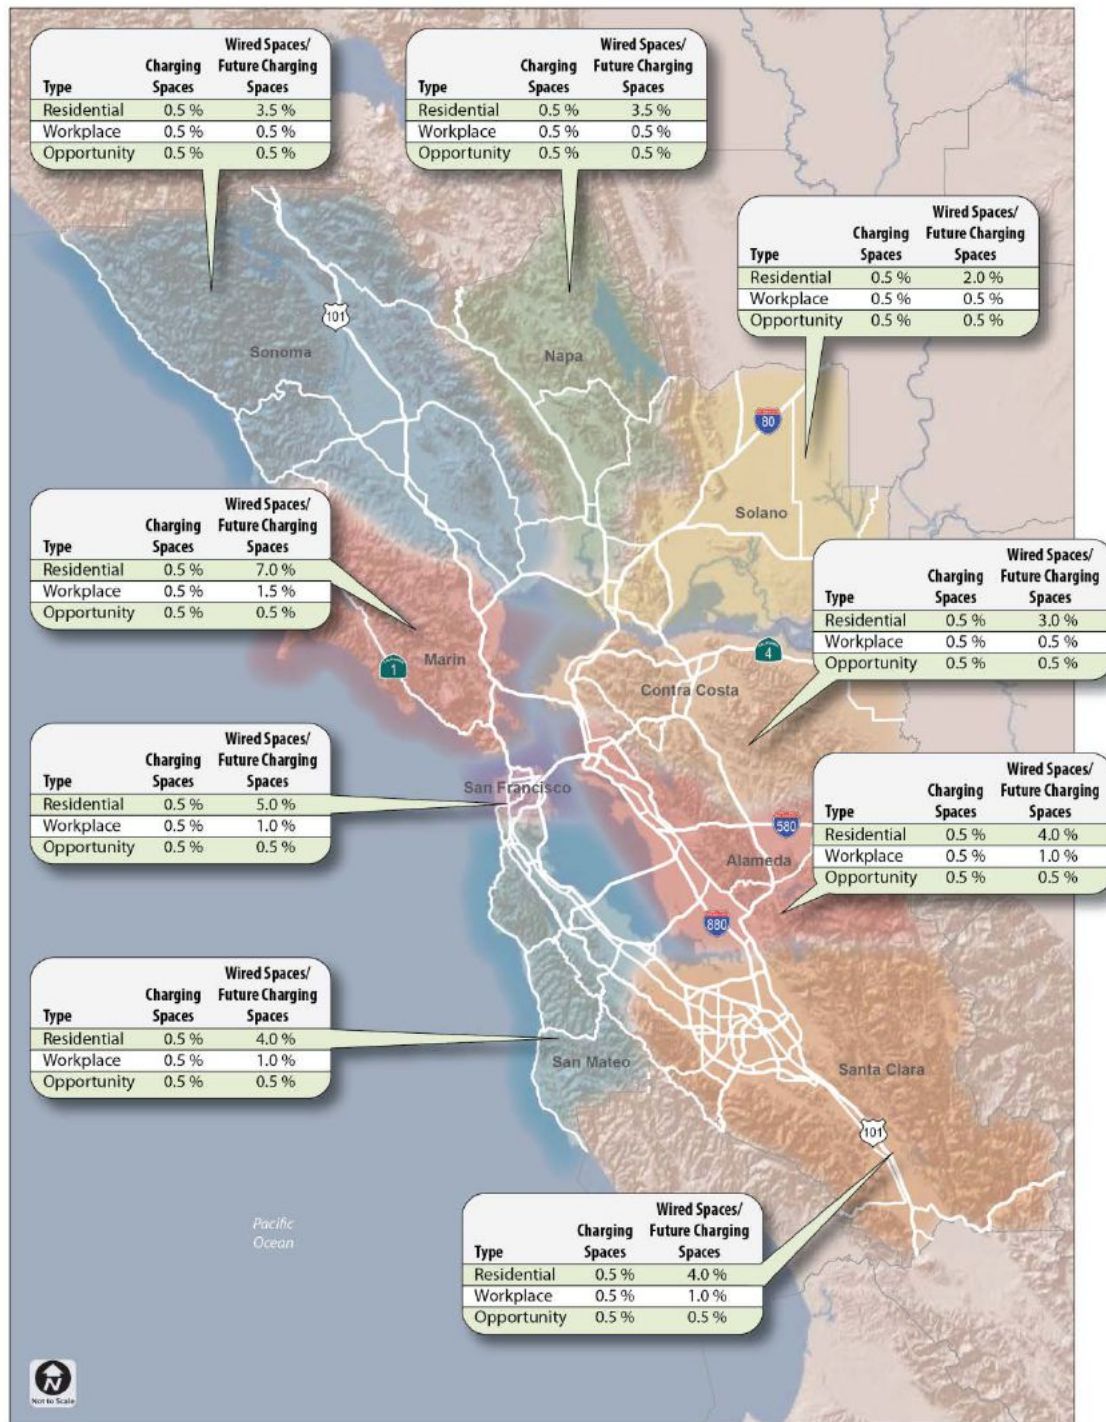 Type Charging Spaces Wired Spaces/ Future Charging Spaces
Residential 0.5 % 3.5 %
Workplace 0.5 % 0.5 %
Opportunity 0.5 % 0.5 %
Type Charging Spaces Wired Spaces/ Future Charging Spaces
Residential 0.5 % 3.5 %
Workplace 0.5 % 0.5 %
Opportunity 0.5 % 0.5 %
Type Charging Spaces Wired Spaces/ Future Charging Spaces
Residential 0.5 % 2.0 %
Workplace 0.5 % 0.5 %
Opportunity 0.5 % 0.5 %
101
Sonoma
Napa
80
Solano
Type Charging Spaces Wired Spaces/ Future Charging Spaces
Residential 0.5 % 7.0 %
Workplace 0.5 % 1.5 %
Opportunity 0.5 % 0.5 %
Type Charging Spaces Wired Spaces/ Future Charging Spaces
Residential 0.5 % 3.0 %
Workplace 0.5 % 0.5 %
Opportunity 0.5 % 0.5 %
Marin
1
4
Contra Costa
Type Charging Spaces Wired Spaces/ Future Charging Spaces
Residential 0.5 % 5.0 %
Workplace 0.5 % 1.0 %
Opportunity 0.5 % 0.5 %
San Francisco
Type Charging Spaces Wired Spaces/ Future Charging Spaces
Residential 0.5 % 4.0 %
Workplace 0.5 % 1.0 %
Opportunity 0.5 % 0.5 %
580
Alameda
880
Type Charging Spaces Wired Spaces/ Future Charging Spaces
Residential 0.5 % 4.0 %
Workplace 0.5 % 1.0 %
Opportunity 0.5 % 0.5 %
San Mateo
Santa Clara
101
Type Charging Spaces Wired Spaces/ Future Charging Spaces
Residential 0.5 % 4.0 %
Workplace 0.5 % 1.0 %
Opportunity 0.5 % 0.5 %
Pacific
Ocean
N
Not to Scale